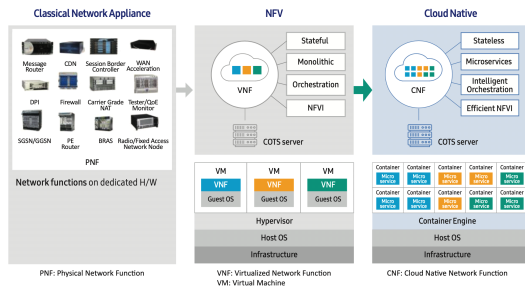 Classical Network Appliance
Message
Router
CDN
Session Border
Controller
WAN
Acceleration
DPI
Firewall
Carrier Grade
NAT
Tester/QoE
Monitor
SGSN/GGSN
PE
Router
BRAS
Radio/Fixed Access
Network Node
PNF
Network functions on dedicated H/W
PNF: Physical Network Function
NFV
VNF
Stateful
Monolithic
Orchestration
NFVI
COTS server
VM
VM
VM
VNF
VNF
VNF
Guest OS
Guest OS
Guest OS
Hypervisor
Host OS
Infrastructure
VNF: Virtualized Network Function
VM: Virtual Machine
Cloud Native
CNF
Stateless
Microservices
Intelligent
Orchestration
Efficient NFVI
COTS server
Container
Container
Container
Container
Container
Micro
service
Micro
service
Micro
service
Micro
service
Micro
service
Container
Container
Container
Container
Container
Micro
service
Micro
service
Micro
service
Micro
service
Micro
service
Container Engine
Host OS
Infrastructure
CNF: Cloud Native Network Function